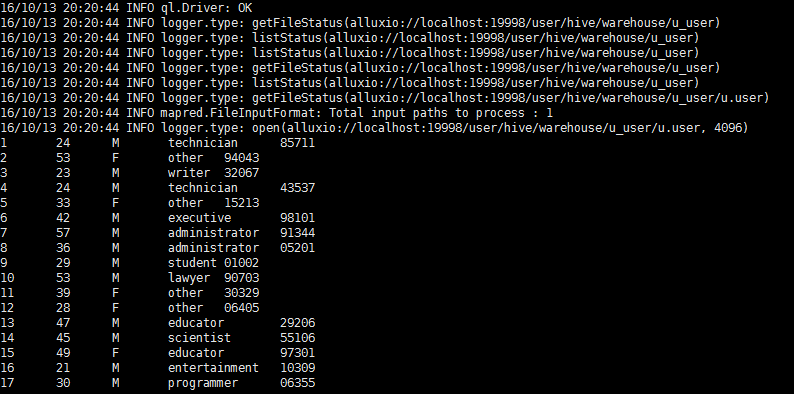 16/10/13 20:20:44 INFO ql.Driver: OK
16/10/13 20:20:44 INFO logger.type: getFileStatus(alluxio://localhost:19998/user/hive/warehouse/u_user)
16/10/13 20:20:44 INFO logger.type: listStatus(alluxio://localhost:19998/user/hive/warehouse/u_user)
16/10/13 20:20:44 INFO logger.type: listStatus(alluxio://localhost:19998/user/hive/warehouse/u_user)
16/10/13 20:20:44 INFO logger.type: getFileStatus(alluxio://localhost:19998/user/hive/warehouse/u_user)
16/10/13 20:20:44 INFO logger.type: listStatus(alluxio://localhost:19998/user/hive/warehouse/u_user)
16/10/13 20:20:44 INFO logger.type: getFileStatus(alluxio://localhost:19998/user/hive/warehouse/u_user/u.user)
16/10/13 20:20:44 INFO mapred.FileInputFormat: Total input paths to process : 1
16/10/13 20:20:44 INFO logger.type: open(alluxio://localhost:19998/user/hive/warehouse/u_user/u.user, 4096)
1 24 M technician 85711
2 53 F other 94043
3 23 M writer 32067
4 24 M technician 43537
5 33 F other 15213
6 42 M executive 98101
7 57 M administrator 91344
8 36 M administrator 05201
9 29 M student 01002
10 53 M lawyer 90703
11 39 F other 30329
12 28 F other 06405
13 47 M educator 29206
14 45 M scientist 55106
15 49 F educator 97301
16 21 M entertainment 10309
17 30 M programmer 06355